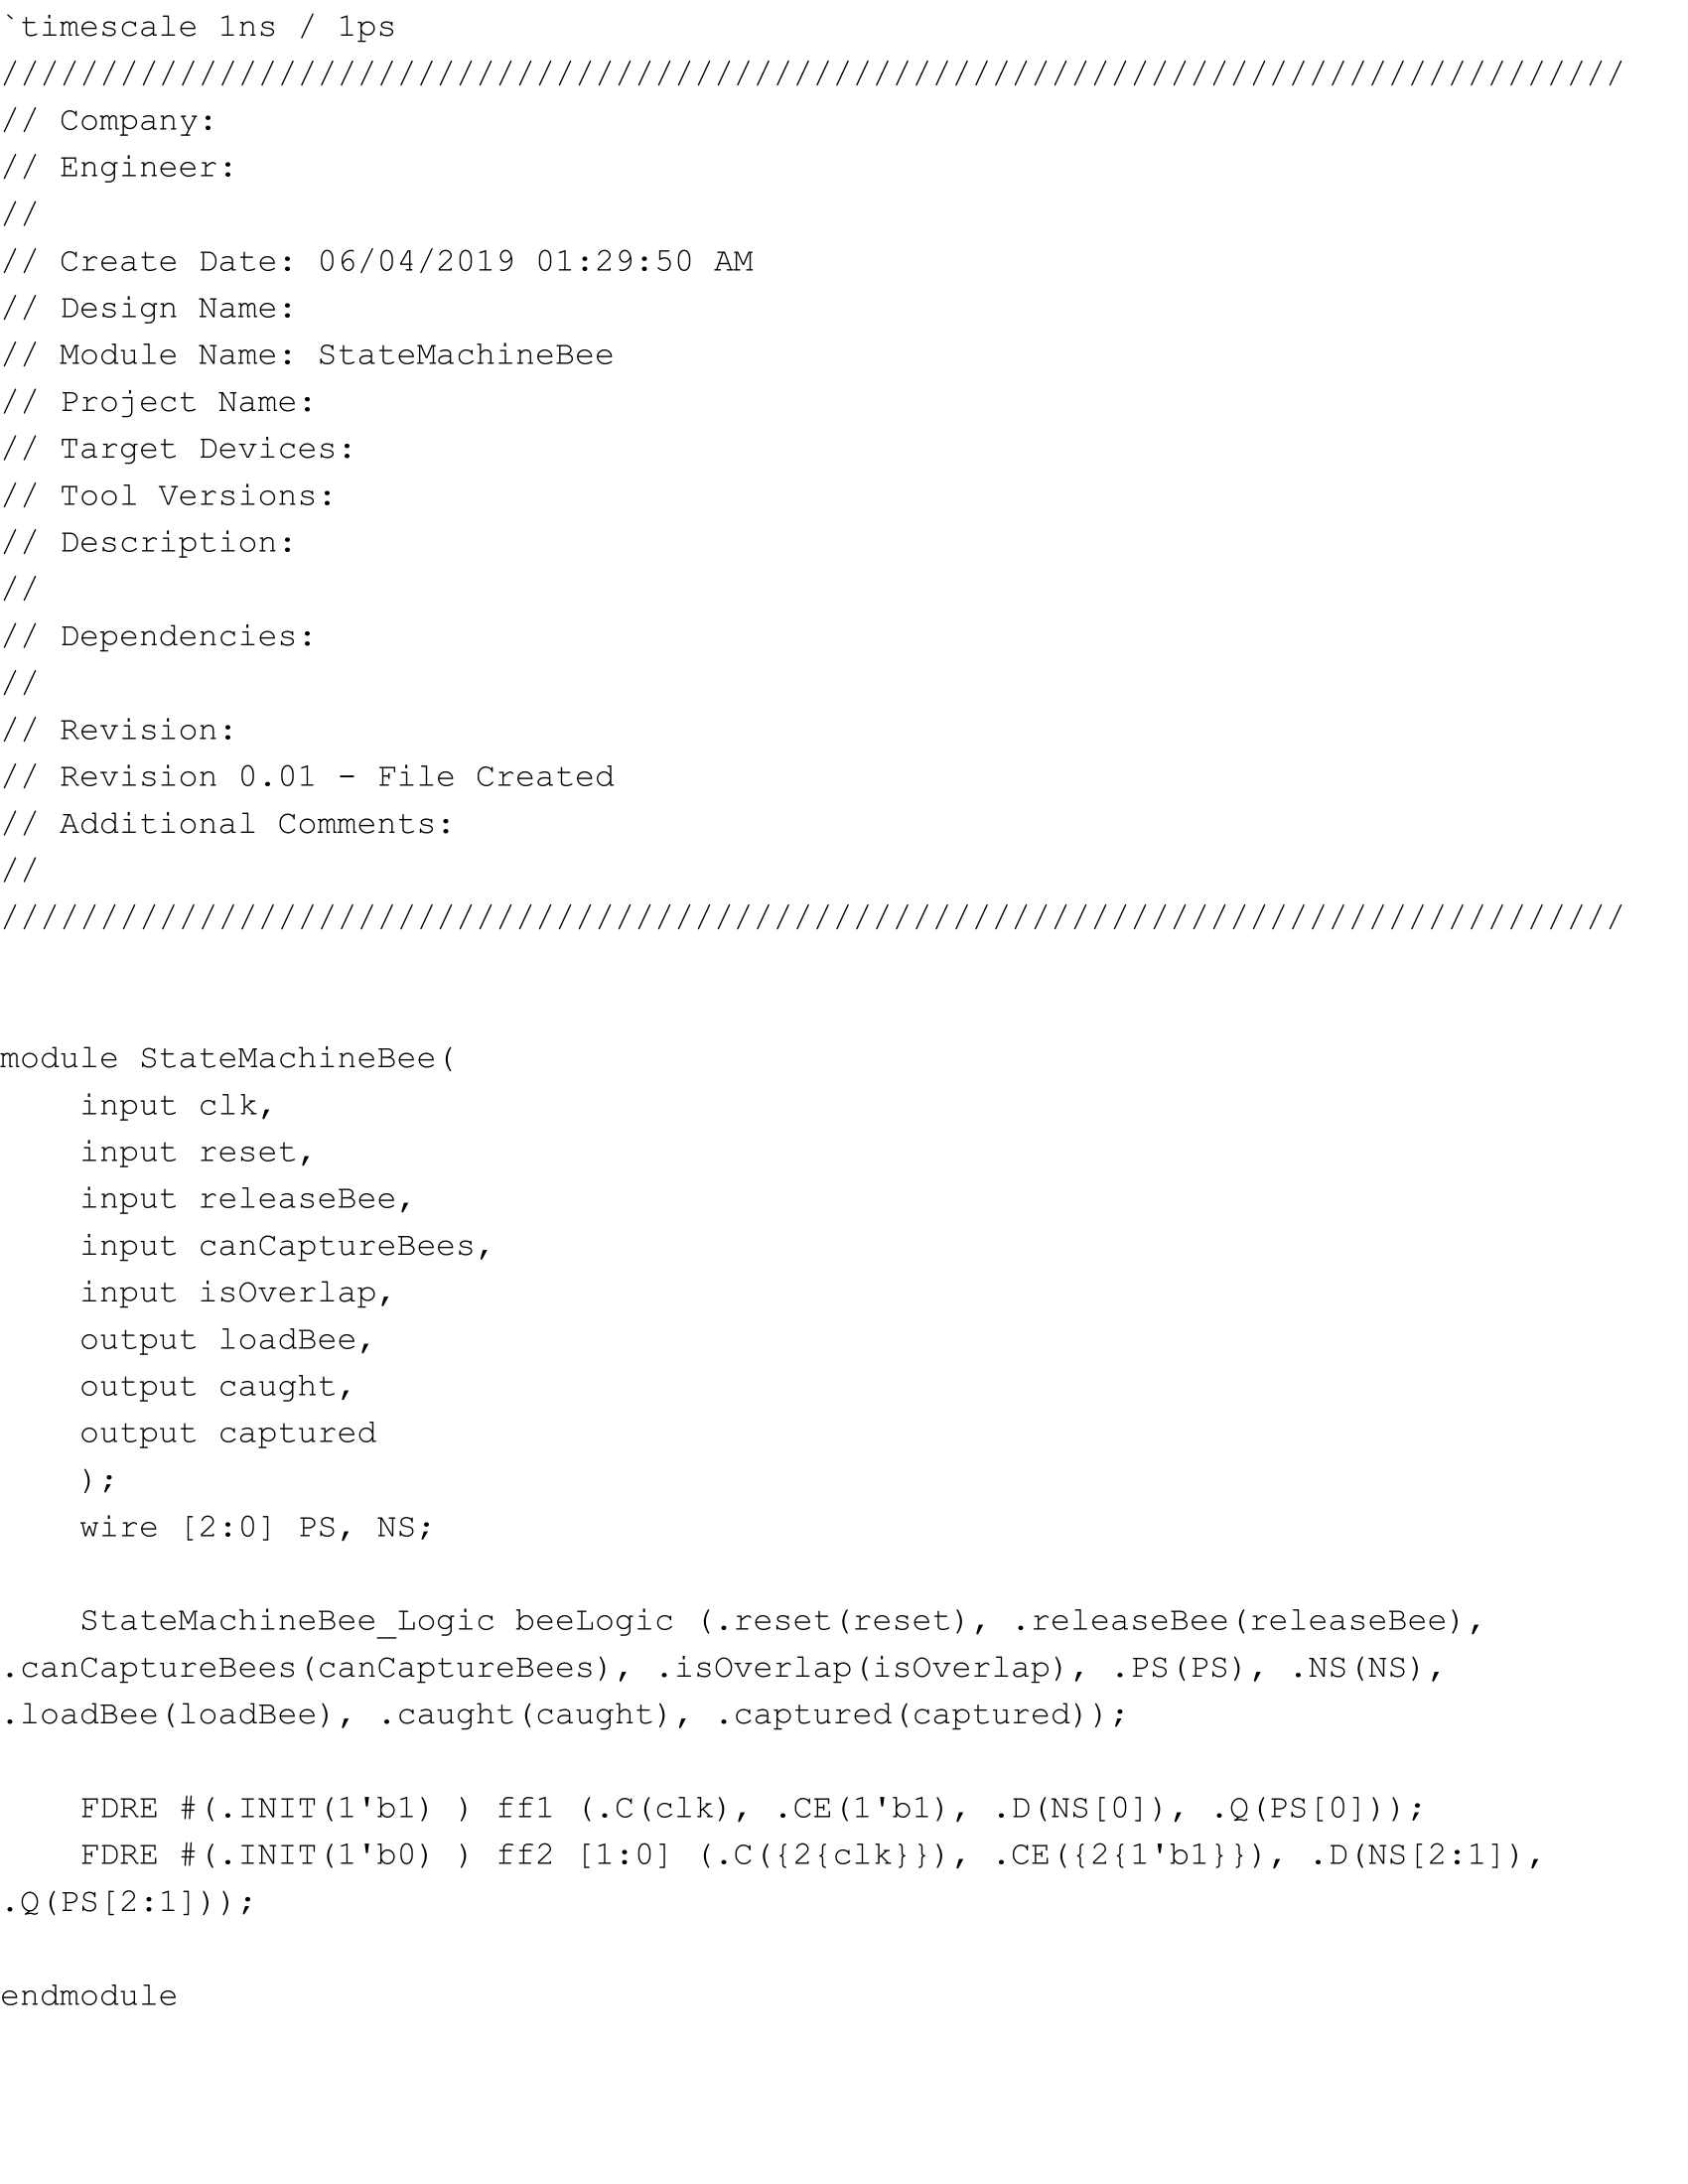 `timescale 1ns / 1ps
//////////////////////////////////////////////////////////////////////////////////
// Company:
// Engineer:
//
// Create Date: 06/04/2019 01:29:50 AM
// Design Name:
// Module Name: StateMachineBee
// Project Name:
// Target Devices:
// Tool Versions:
// Description:
//
// Dependencies:
//
// Revision:
// Revision 0.01 - File Created
// Additional Comments:
//
//////////////////////////////////////////////////////////////////////////////////
module StateMachineBee(
    input clk,
    input reset,
    input releaseBee,
    input canCaptureBees,
    input isOverlap,
    output loadBee,
    output caught,
    output captured
    );
    wire [2:0] PS, NS;
    StateMachineBee_Logic beeLogic (.reset(reset), .releaseBee(releaseBee),
.canCaptureBees(canCaptureBees), .isOverlap(isOverlap), .PS(PS), .NS(NS),
.loadBee(loadBee), .caught(caught), .captured(captured));
    FDRE #(.INIT(1'b1) ) ff1 (.C(clk), .CE(1'b1), .D(NS[0]), .Q(PS[0]));
    FDRE #(.INIT(1'b0) ) ff2 [1:0] (.C({2{clk}}), .CE({2{1'b1}}), .D(NS[2:1]),
.Q(PS[2:1]));
endmodule